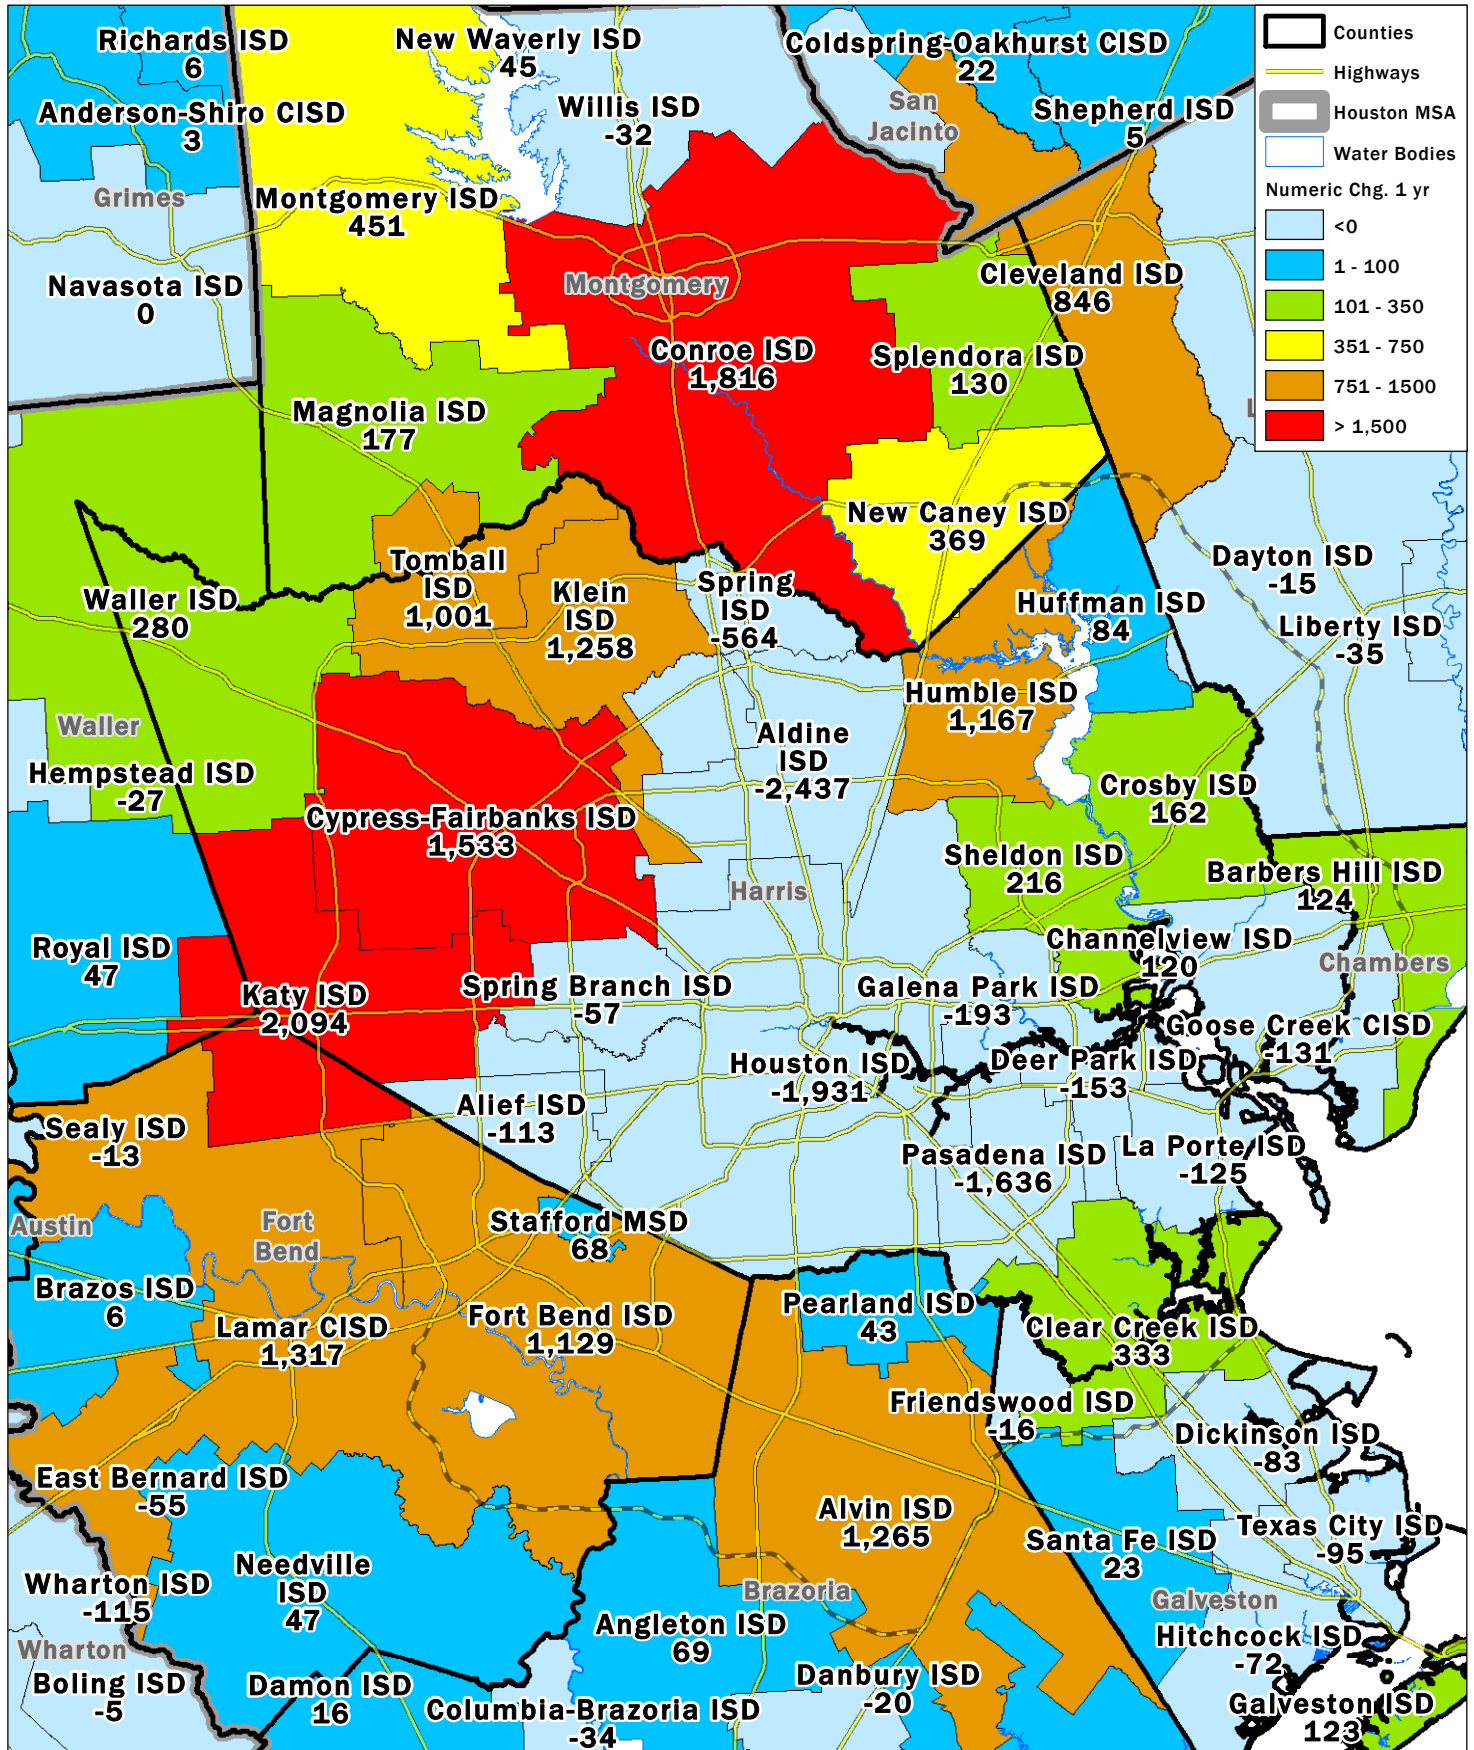 Richards ISD
6
New Waverly ISD
45
Coldspring-Oakhurst CISD
22
Anderson-Shiro CISD
3
Willis ISD
-32
San
Jacinto
Shepherd ISD
5
Counties
Highways
Houston MSA
Water Bodies
Numeric Chg. 1 yr
<0
1 - 100
101 - 350
351 - 750
751 - 1500
> 1,500
Grimes
Montgomery ISD
451
Navasota ISD
0
Montgomery
Cleveland ISD
846
Conroe ISD
1,816
Splendora ISD
130
L
Magnolia ISD
177
New Caney ISD
369
Tomball
ISD
1,001
Klein
ISD
1,258
Spring
ISD
-564
Dayton ISD
-15
Waller ISD
280
Huffman ISD
84
Liberty ISD
-35
Humble ISD
1,167
Waller
Aldine
ISD
-2,437
Hempstead ISD
-27
Crosby ISD
162
Cypress-Fairbanks ISD
1,533
Sheldon ISD
216
Barbers Hill ISD
124
Harris
Royal ISD
47
Channelview ISD
120
Chambers
Katy ISD
2,094
Spring Branch ISD
-57
Galena Park ISD
-193
Goose Creek CISD
-131
Houston ISD
-1,931
Deer Park ISD
-153
Sealy ISD
-13
Alief ISD
-113
Pasadena ISD
-1,636
La Porte ISD
-125
Austin
Fort
Bend
Stafford MSD
68
Brazos ISD
6
Lamar CISD
1,317
Fort Bend ISD
1,129
Pearland ISD
43
Clear Creek ISD
333
Friendswood ISD
-16
Dickinson ISD
-83
East Bernard ISD
-55
Alvin ISD
1,265
Santa Fe ISD
23
Texas City ISD
-95
Wharton ISD
-115
Needville
ISD
47
Brazoria
Galveston
Angleton ISD
69
Hitchcock ISD
-72
Wharton
Boling ISD
-5
Damon ISD
16
Columbia-Brazoria ISD
-34
Danbury ISD
-20
Galveston ISD
123